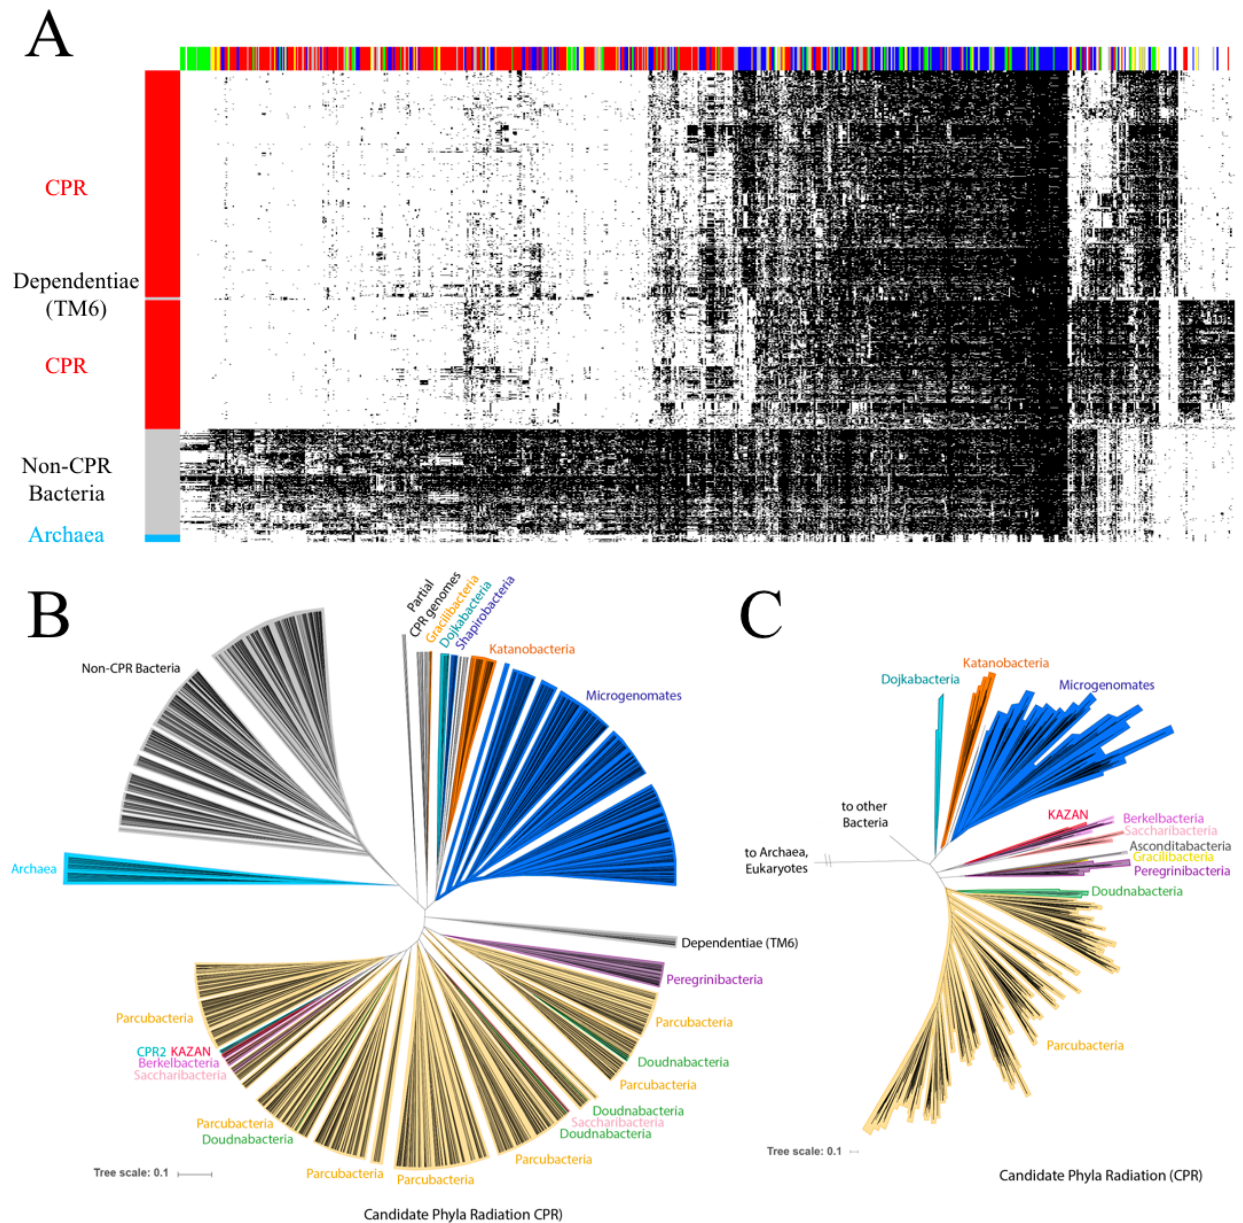 A
CPR
Dependentiae
(TM6)
CPR
Non-CPR
Bacteria
Archaea
B
Partial
CPR genomes
Gracilibacteria
Dojkabacteria
Shapirobacteria
Katanobacteria
Microgenomates
Non-CPR Bacteria
Archaea
Dependentiae (TM6)
Peregrinibacteria
Parcubacteria
Parcubacteria
CPR2 KAZAN
Berkelbacteria
Saccharibacteria
Doudnabacteria
Parcubacteria
Doudnabacteria
Saccharibacteria
Doudnabacteria
Parcubacteria
Doudnabacteria
Parcubacteria
Parcubacteria
Parcubacteria
Tree scale: 0.1
Candidate Phyla Radiation CPR)
C
Katanobacteria
Dojkabacteria
Microgenomates
to other
Bacteria
to Archaea,
Eukaryotes
KAZAN
Berkelbacteria
Saccharibacteria
Asconditabacteria
Gracilibacteria
Peregrinibacteria
Doudnabacteria
Parcubacteria
Tree scale: 0.1
Candidate Phyla Radiation (CPR)